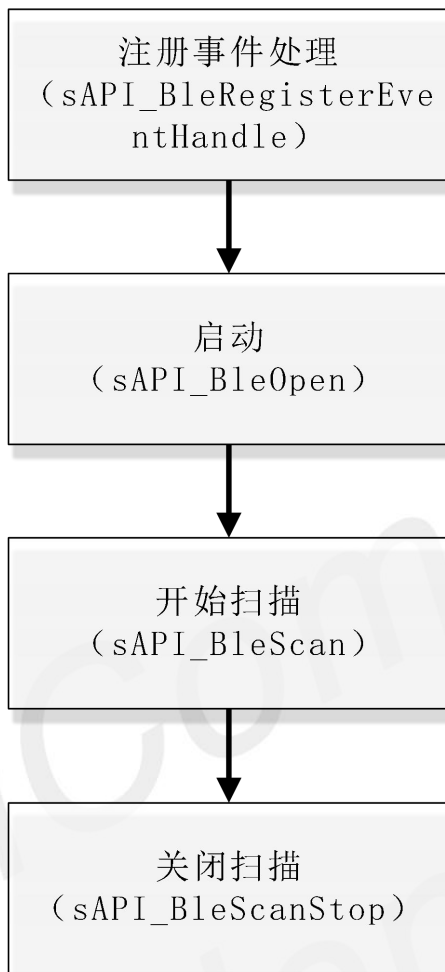 注册事件处理
（sAPI_BleRegisterEve
ntHandle）
启动
（sAPI_BleOpen）
开始扫描
（sAPI_BleScan）
关闭扫描
（sAPI_BleScanStop）